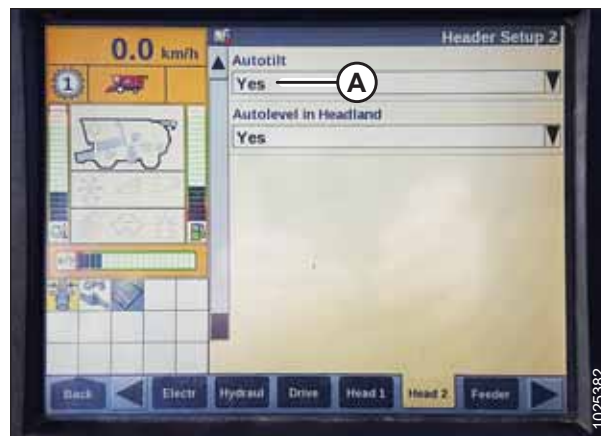 Header Setup 2
0.0 km/h
1
Autotilt
Yes
A
Autolevel in Headland
Yes
Back
Electr
Hydraul
Drive
Head 1
Head 2
Feeder
1025382